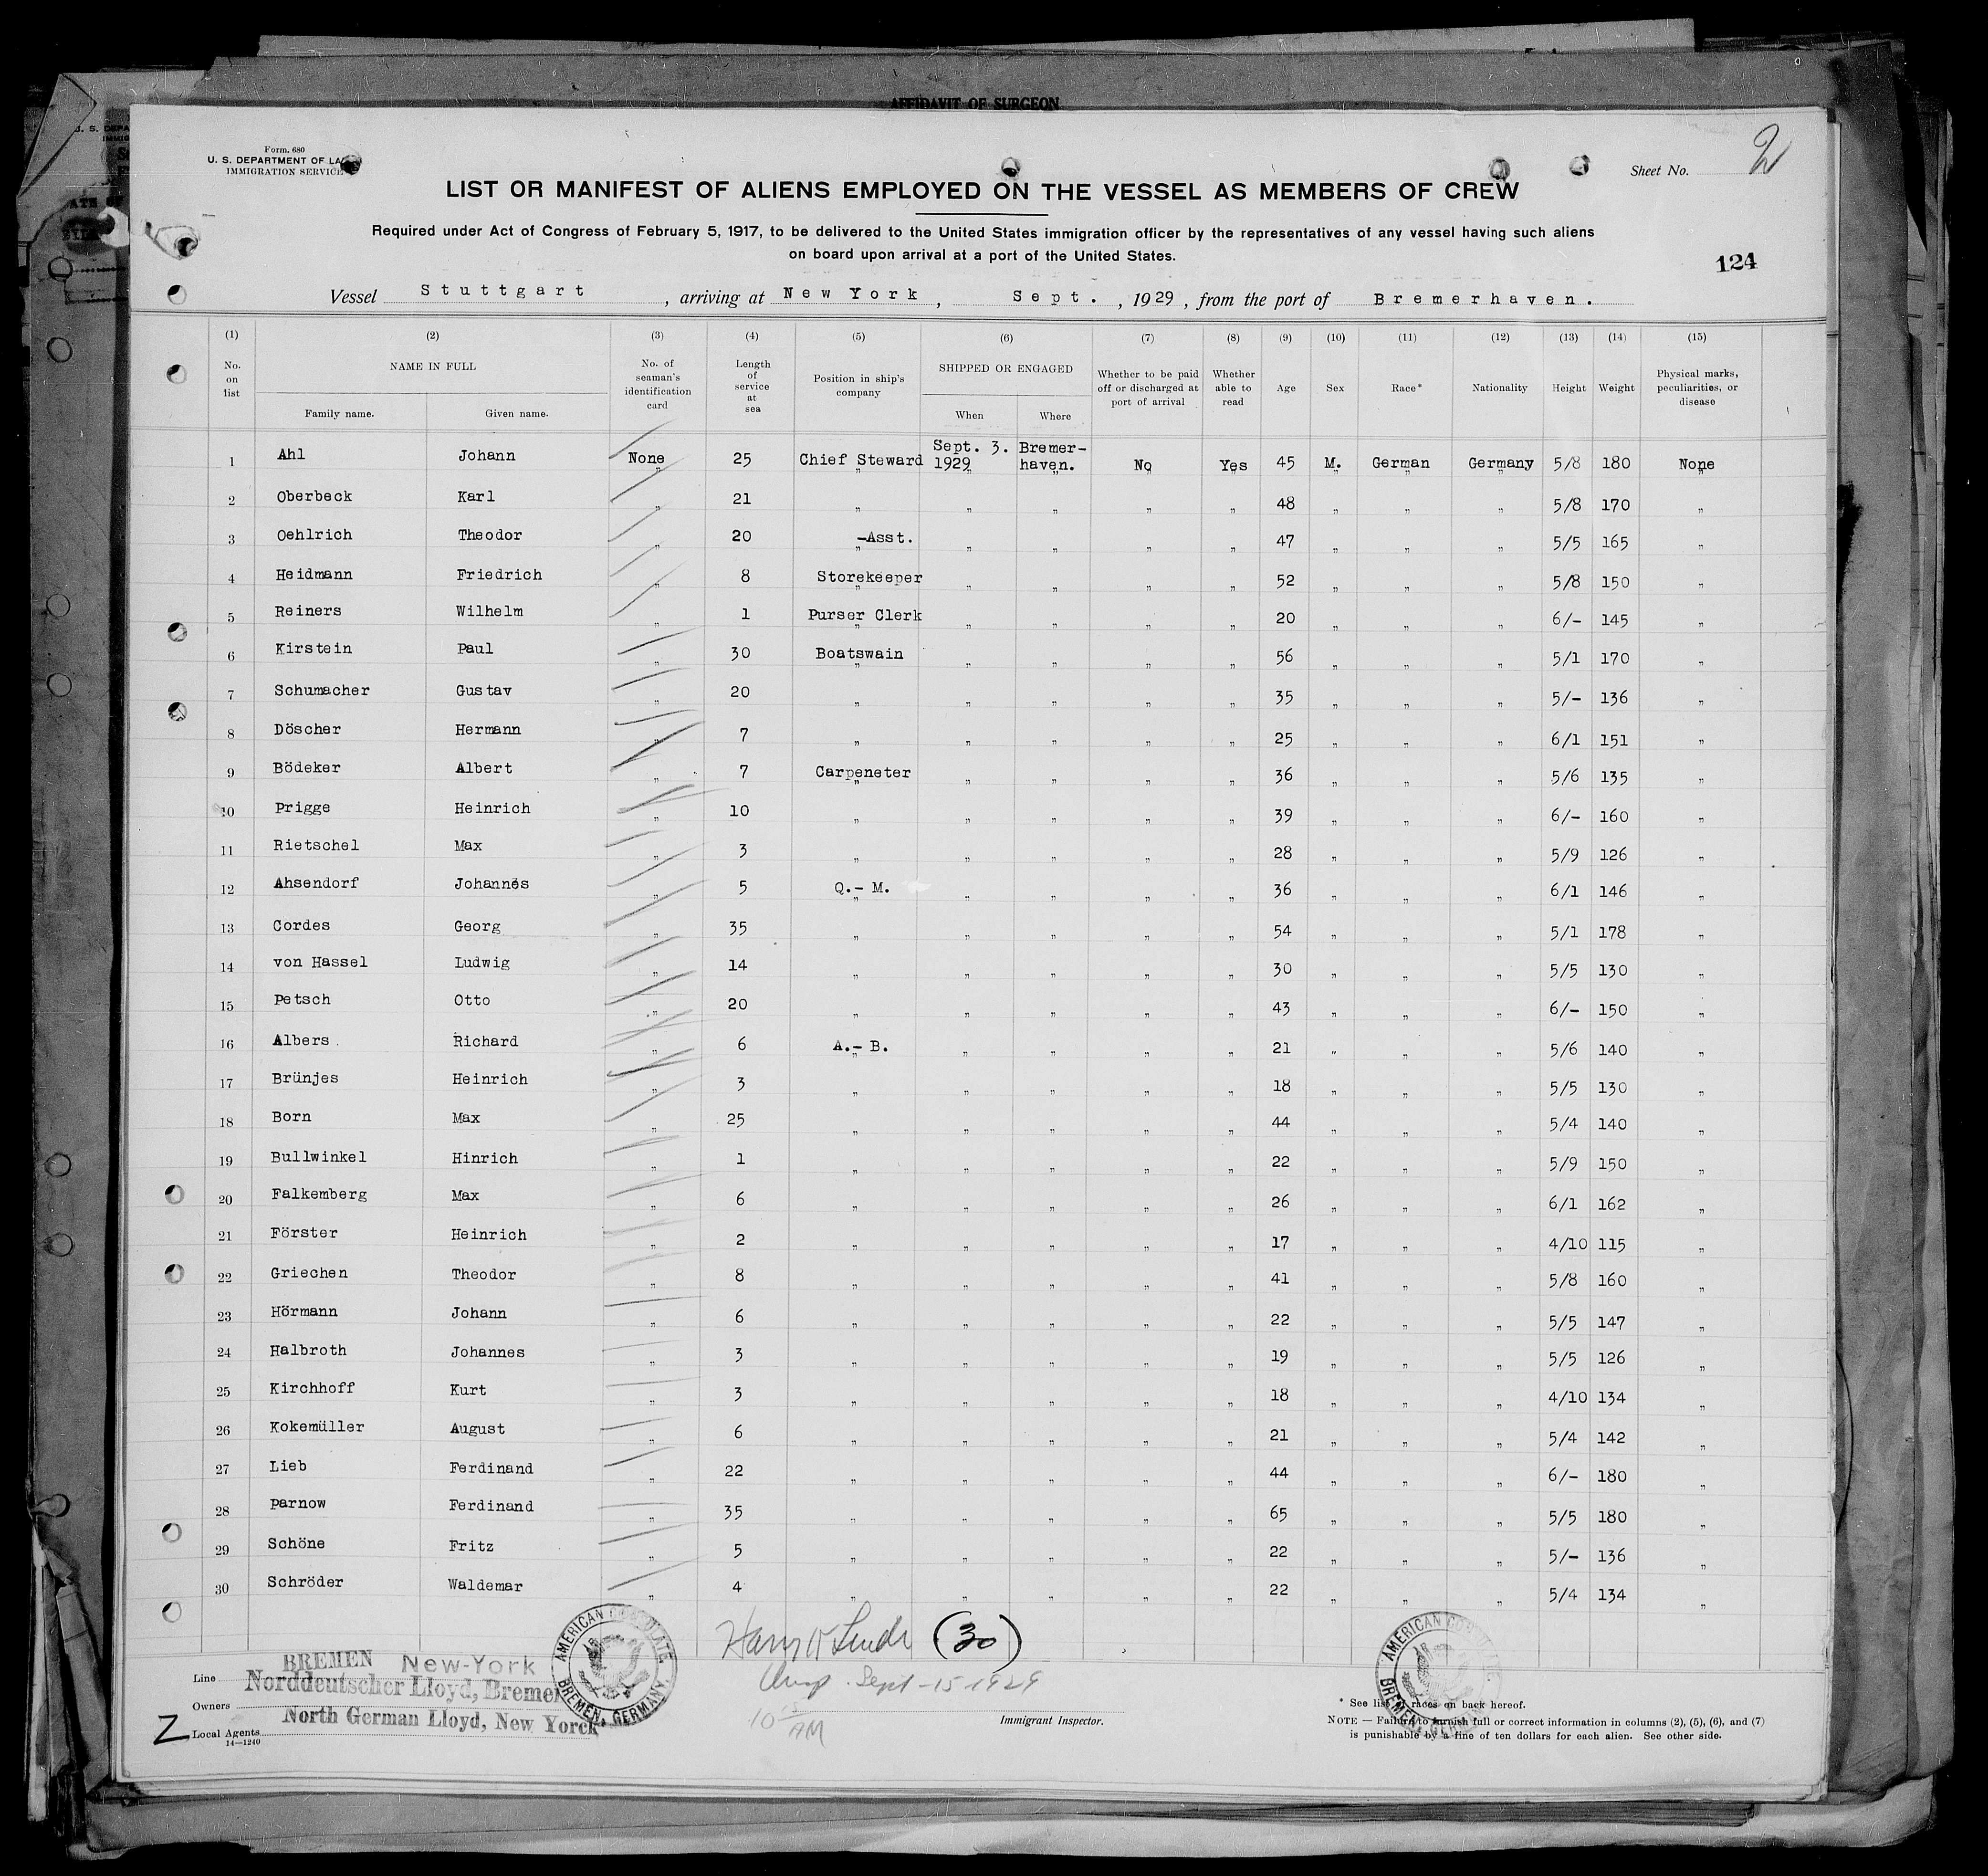 AFFIDAVIT OF SURGEON
Form. 680
U. S. DEPARTMENT OF LA
IMMIGRATION SERVICE
Sheet No. 2
LIST OR MANIFEST OF ALIENS EMPLOYED ON THE VESSEL AS MEMBERS OF CREW
Required under Act of Congress of February 5, 1917, to be delivered to the United States immigration officer by the representatives of any vessel having such aliens
on board upon arrival at a port of the United States.
124
Vessel Stuttgart, arriving at New York, Sept., 1929, from the port of Bremerhaven.
(1) (2) (3) (4) (5) (6) (7) (8) (9) (10) (11) (12) (13) (14) (15)
No. on list NAME IN FULL Family name. Given name. No. of seaman's identification card Length of service at sea Position in ship's company SHIPPED OR ENGAGED When Where Whether to be paid off or discharged at port of arrival Whether able to read Age Sex Race* Nationality Height Weight Physical marks, peculiarities, or disease
1 Ahl Johann None 25 Chief Steward Sept. 3. 1929 Bremer-haven. No Yes 45 M. German Germany 5/8 180 None
2 Oberbeck Karl " 21 " " " " " 48 " " " 5/8 170 "
3 Oehlrich Theodor " 20 " -Asst. " " " " 47 " " " 5/5 165 "
4 Heidmann Friedrich " 8 Storekeeper " " " " 52 " " " 5/8 150 "
5 Reiners Wilhelm " 1 Purser Clerk " " " " 20 " " " 6/- 145 "
6 Kirstein Paul " 30 Boatswain " " " " 56 " " " 5/1 170 "
7 Schumacher Gustav " 20 " " " " " 35 " " " 5/- 136 "
8 Döscher Hermann " 7 " " " " " 25 " " " 6/1 151 "
9 Bödeker Albert " 7 Carpeneter " " " " 36 " " " 5/6 135 "
10 Prigge Heinrich " 10 " " " " " 39 " " " 6/- 160 "
11 Rietschel Max " 3 " " " " " 28 " " " 5/9 126 "
12 Ahsendorf Johannes " 5 Q.- M. " " " " 36 " " " 6/1 146 "
13 Cordes Georg " 35 " " " " " 54 " " " 5/1 178 "
14 von Hassel Ludwig " 14 " " " " " 30 " " " 5/5 130 "
15 Petsch Otto " 20 " " " " " 43 " " " 6/- 150 "
16 Albers Richard " 6 A.- B. " " " " 21 " " " 5/6 140 "
17 Brünjes Heinrich " 3 " " " " " 18 " " " 5/5 130 "
18 Born Max " 25 " " " " " 44 " " " 5/4 140 "
19 Bullwinkel Hinrich " 1 " " " " " 22 " " " 5/9 150 "
20 Falkemberg Max " 6 " " " " " 26 " " " 6/1 162 "
21 Förster Heinrich " 2 " " " " " 17 " " " 4/10 115 "
22 Griechen Theodor " 8 " " " " " 41 " " " 5/8 160 "
23 Hörmann Johann " 6 " " " " " 22 " " " 5/5 147 "
24 Halbroth Johannes " 3 " " " " " 19 " " " 5/5 126 "
25 Kirchhoff Kurt " 3 " " " " " 18 " " " 4/10 134 "
26 Kokemüller August " 6 " " " " " 21 " " " 5/4 142 "
27 Lieb Ferdinand " 22 " " " " " 44 " " " 6/- 180 "
28 Parnow Ferdinand " 35 " " " " " 65 " " " 5/5 180 "
29 Schöne Fritz " 5 " " " " " 22 " " " 5/- 136 "
30 Schröder Waldemar " 4 " " " " " 22 " " " 5/4 134 "
(30)
Sept - 15 1929
10 AM
Immigrant Inspector.
Line BREMEN New-York
Owners Norddeutscher Lloyd, Bremen
Local Agents North German Lloyd, New Yorck
Z
14—1240
AMERICAN CONSULATE
BREMEN, GERMANY
AMERICAN CONSULATE
BREMEN, GERMANY
* See list of races on back hereof.
NOTE — Failure to furnish full or correct information in columns (2), (5), (6), and (7)
is punishable by a fine of ten dollars for each alien. See other side.